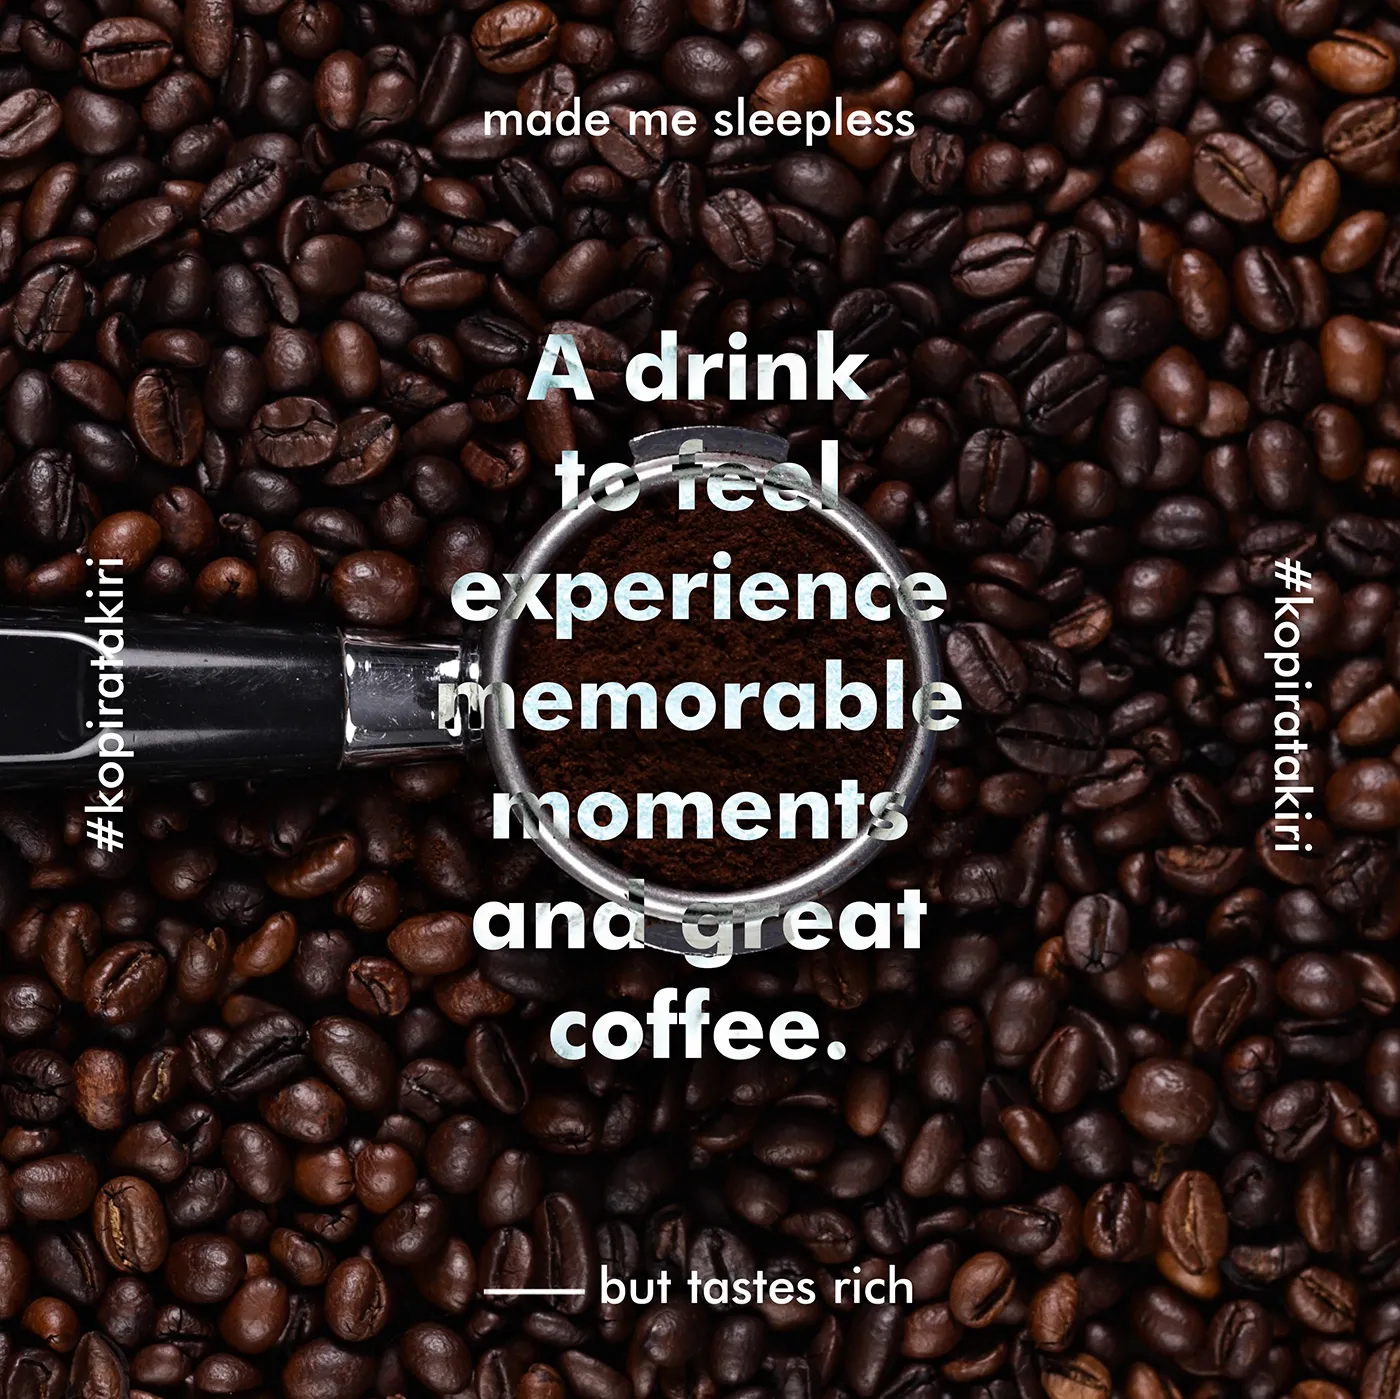 made me sleepless
A drink
to feel
experience
memorable
moments
and great
coffee.
#kopiratakiri
#kopiratakiri
but tastes rich